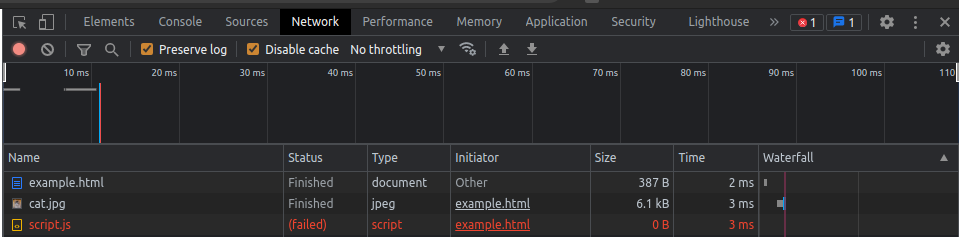 Elements Console Sources Network Performance Memory Application Security Lighthouse » 1 1
Preserve log Disable cache No throttling
10 ms 20 ms 30 ms 40 ms 50 ms 60 ms 70 ms 80 ms 90 ms 100 ms 110
Name Status Type Initiator Size Time Waterfall
example.html Finished document Other 387 B 2 ms
cat.jpg Finished jpeg example.html 6.1 kB 3 ms
script.js (failed) script example.html 0 B 3 ms